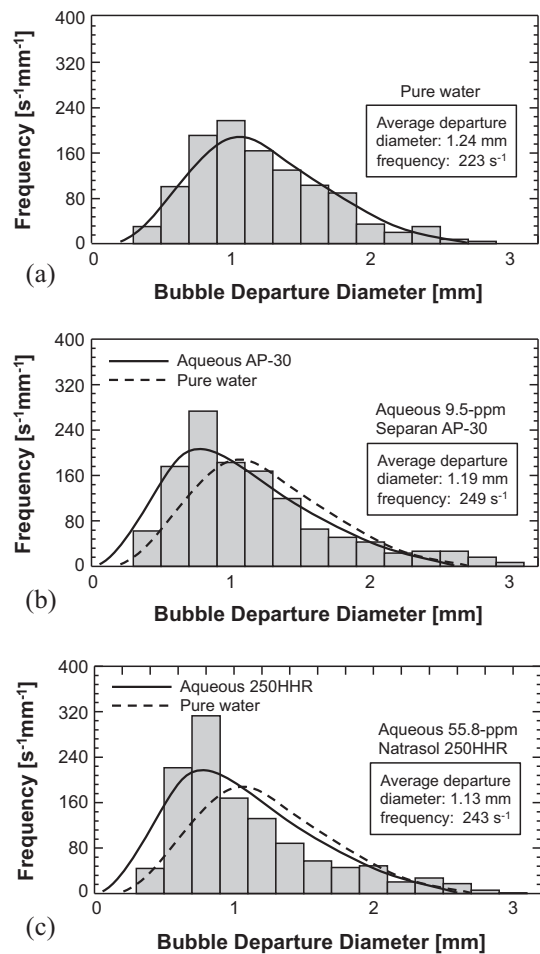 400
320
240
160
80
0
Frequency [s-1mm-1]
Pure water
Average departure
diameter: 1.24 mm
frequency: 223 s-1
0 1 2 3
(a)
Bubble Departure Diameter [mm]
400
320
240
160
80
0
Frequency [s-1mm-1]
Aqueous AP-30
Pure water
Aqueous 9.5-ppm
Separan AP-30
Average departure
diameter: 1.19 mm
frequency: 249 s-1
0 1 2 3
(b)
Bubble Departure Diameter [mm]
400
320
240
160
80
0
Frequency [s-1mm-1]
Aqueous 250HHR
Pure water
Aqueous 55.8-ppm
Natrasol 250HHR
Average departure
diameter: 1.13 mm
frequency: 243 s-1
0 1 2 3
(c)
Bubble Departure Diameter [mm]